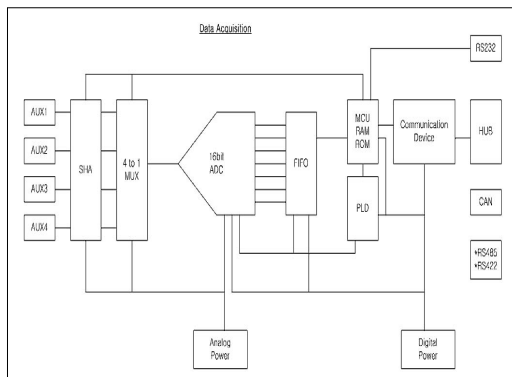 Data Acquisition
RS232
AUX1
AUX2
AUX3
AUX4
SHA
4 to 1
MUX
16bil
ADC
FIFO
MCU
RAM
ROM
PLD
Communication
Device
HUB
CAN
*RS485
*RS422
Analog
Power
Digital
Power